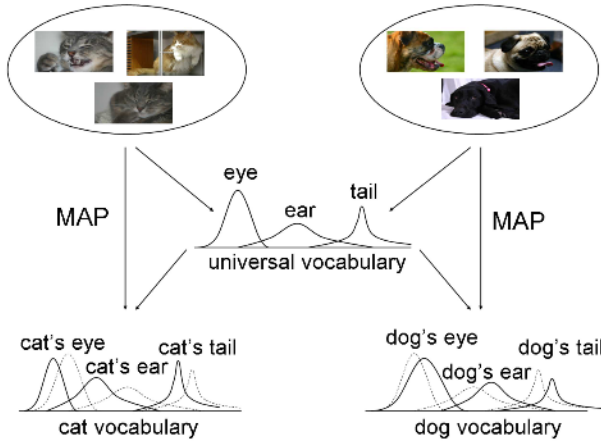 eye
ear
tail
MAP
MAP
universal vocabulary
cat's eye
cat's ear
cat's tail
cat vocabulary
dog's eye
dog's ear
dog's tail
dog vocabulary